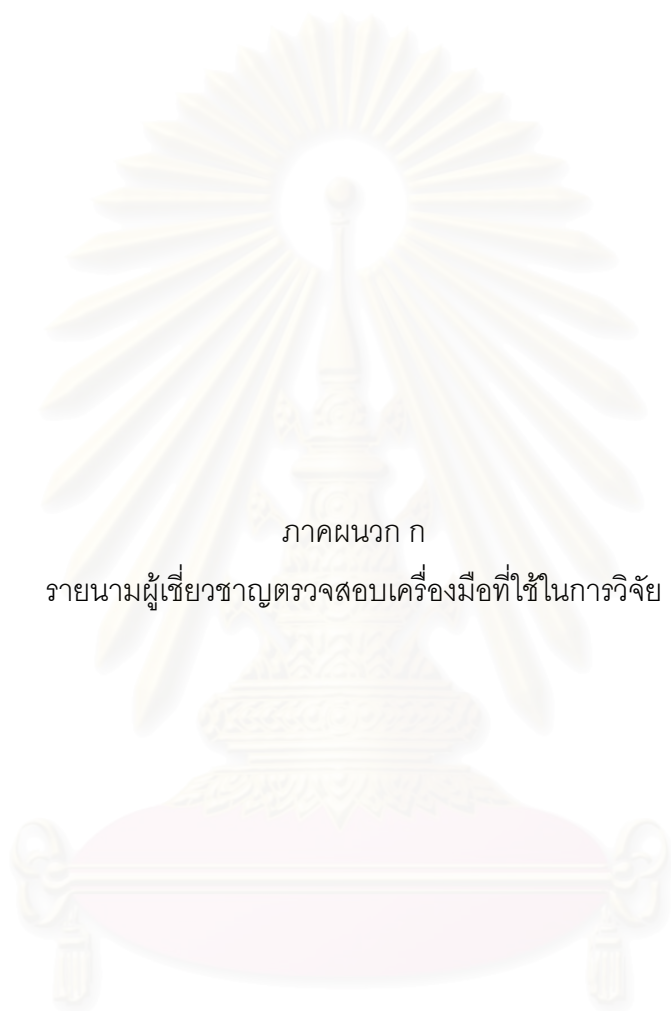 ภาคผนวก ก
รายนามผู้เชี่ยวชาญตรวจสอบเครื่องมือที่ใช้ในการวิจัย